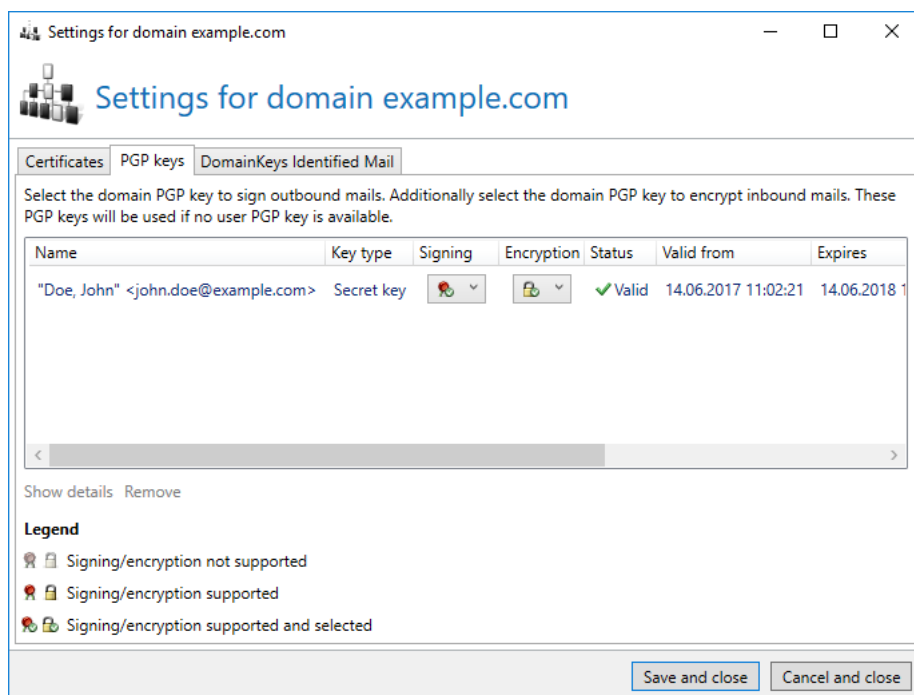 Settings for domain example.com
Settings for domain example.com
Certificates PGP keys DomainKeys Identified Mail
Select the domain PGP key to sign outbound mails. Additionally select the domain PGP key to encrypt inbound mails. These
PGP keys will be used if no user PGP key is available.
Name Key type Signing Encryption Status Valid from Expires
"Doe, John" <john.doe@example.com> Secret key Valid 14.06.2017 11:02:21 14.06.2018 1
Show details Remove
Legend
Signing/encryption not supported
Signing/encryption supported
Signing/encryption supported and selected
Save and close Cancel and close